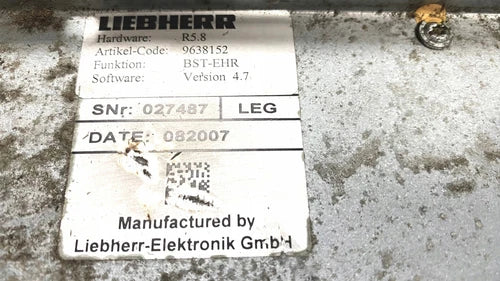 LIEBHERR
Hardware: R5.8
Artikel-Code: 9638152
Funktion: BST-EHR
Software: Version 4.7
SNr: 027487 LEG
DATE: 082007
Manufactured by
Liebherr-Elektronik GmbH